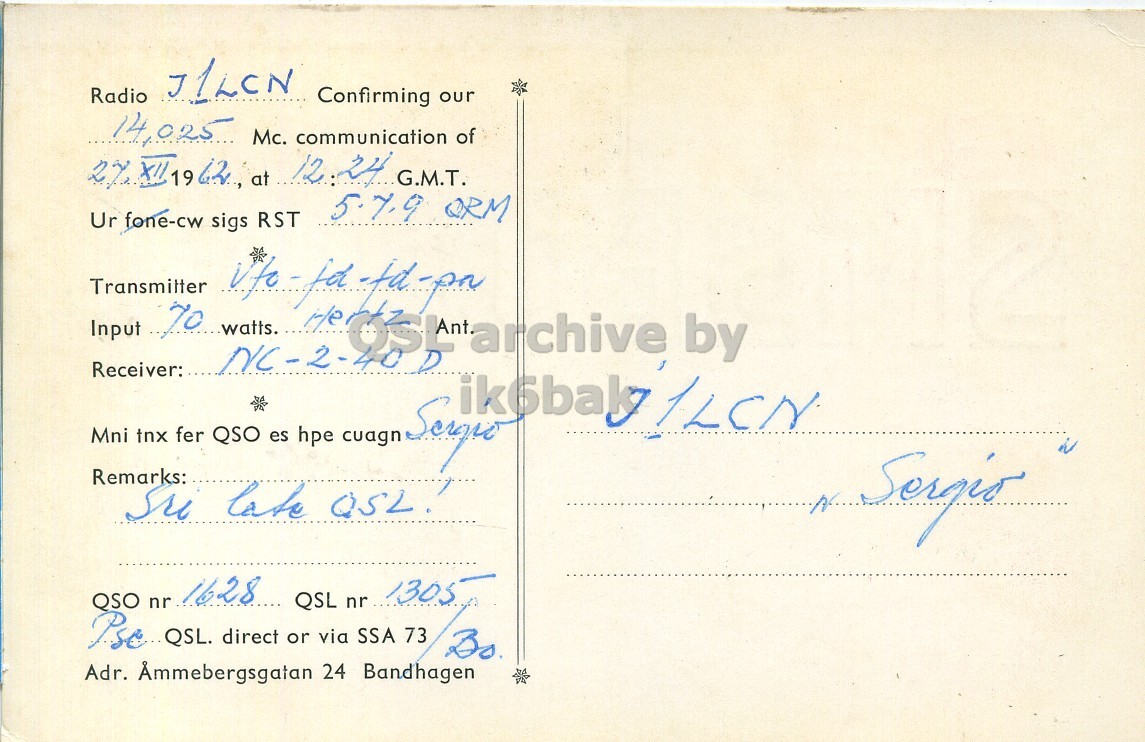 Radio I1LCN Confirming our
14,025 Mc. communication of
27. XII 1962, at 12:24 G.M.T.
Ur fone-cw sigs RST 5-7-9 QRM
Transmitter Vfo-fd-fd-pa
Input 70 watts. Hertz Ant.
Receiver: NC-2-40 D
Mni tnx fer QSO es hpe cuagn Sergio
Remarks:
Sri late QSL!
QSO nr 1628 QSL nr 1305
Pse QSL. direct or via SSA 73 / Bo.
Adr. Åmmebergsgatan 24 Bandhagen
QSL archive by
ik6bak
I1LCN
"Sergio"